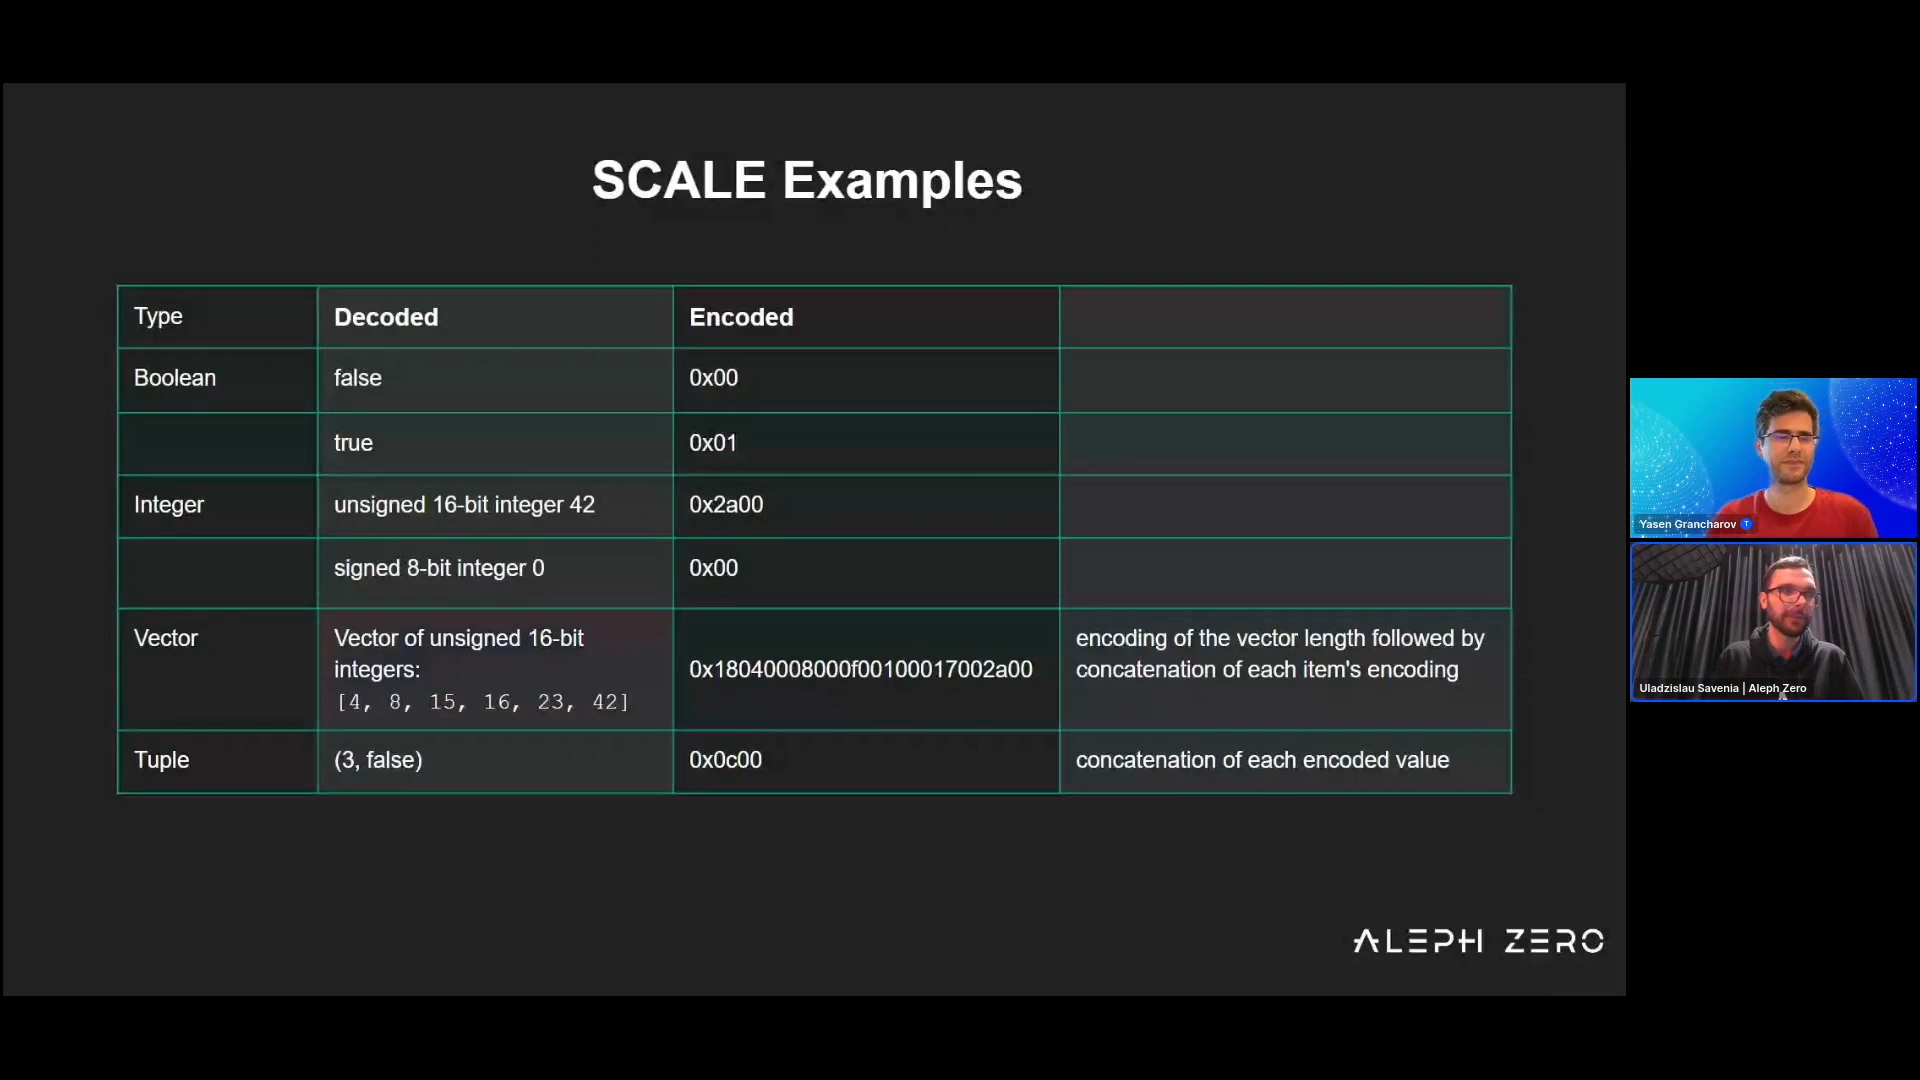 SCALE Examples
Type
Decoded
Encoded
Boolean
false
0x00
true
0x01
Integer
unsigned 16-bit integer 42
0x2a00
signed 8-bit integer 0
0x00
Vector
Vector of unsigned 16-bit
integers:
[4, 8, 15, 16, 23, 42]
0x18040008000f00100017002a00
encoding of the vector length followed by
concatenation of each item's encoding
Tuple
(3, false)
0x0c00
concatenation of each encoded value
ALEPH ZERO
Yasen Grancharov
Uladzislau Savenia | Aleph Zero